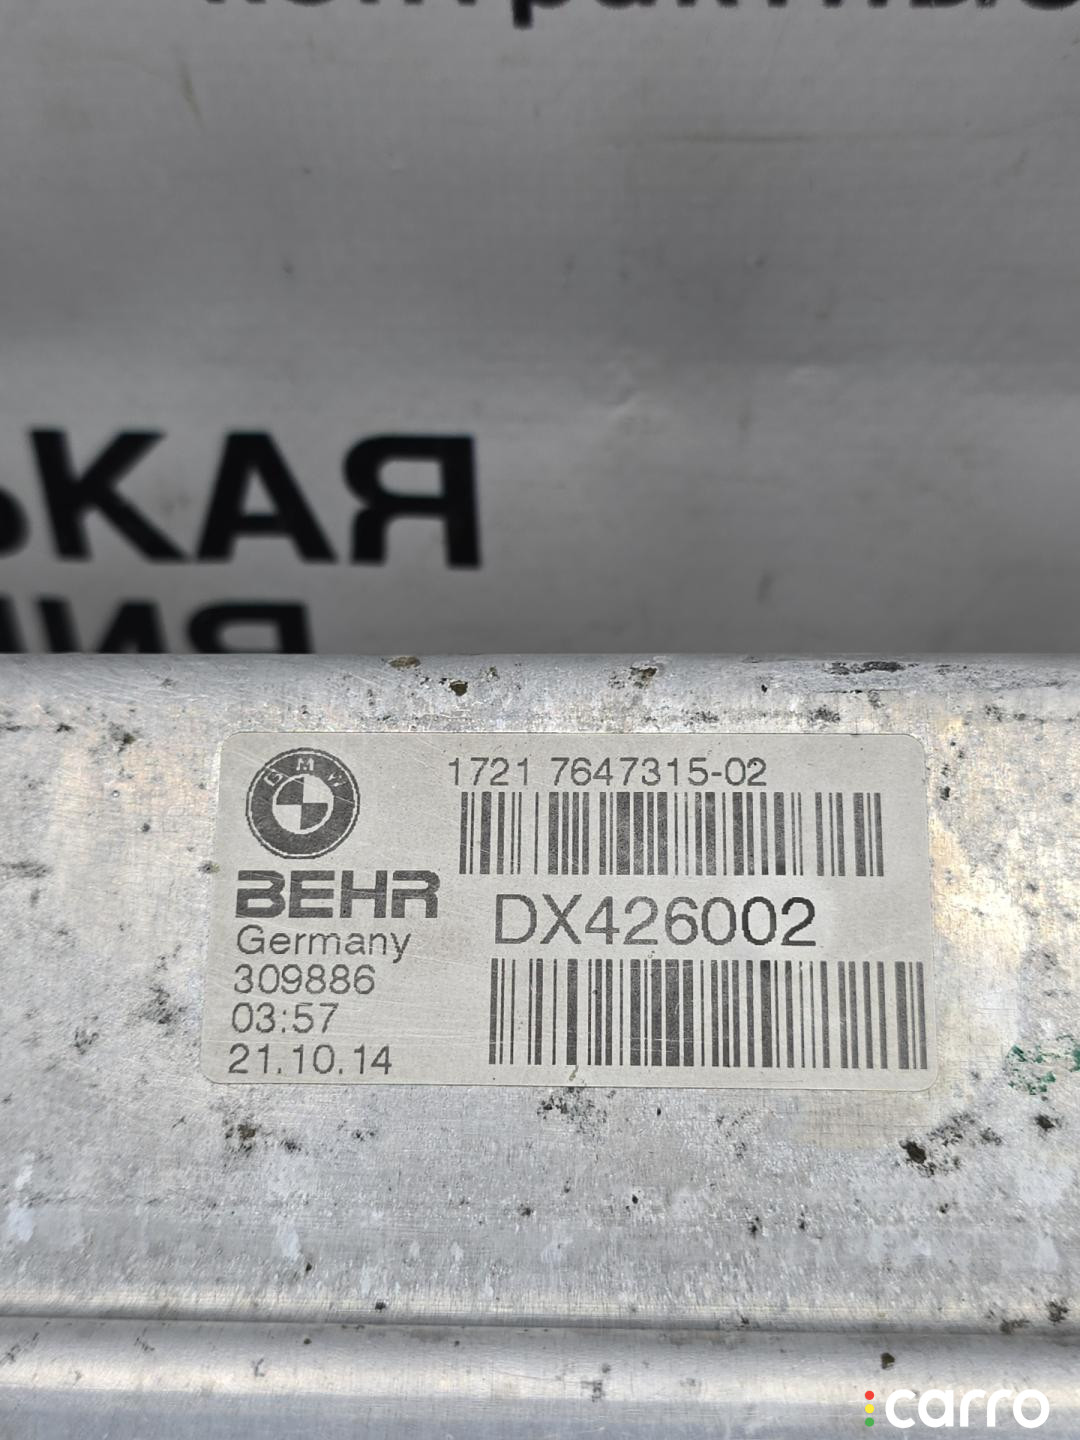 ЬКАЯ
BMW
1721 7647315-02
BEHR
DX426002
Germany
309886
03:57
21.10.14
carro